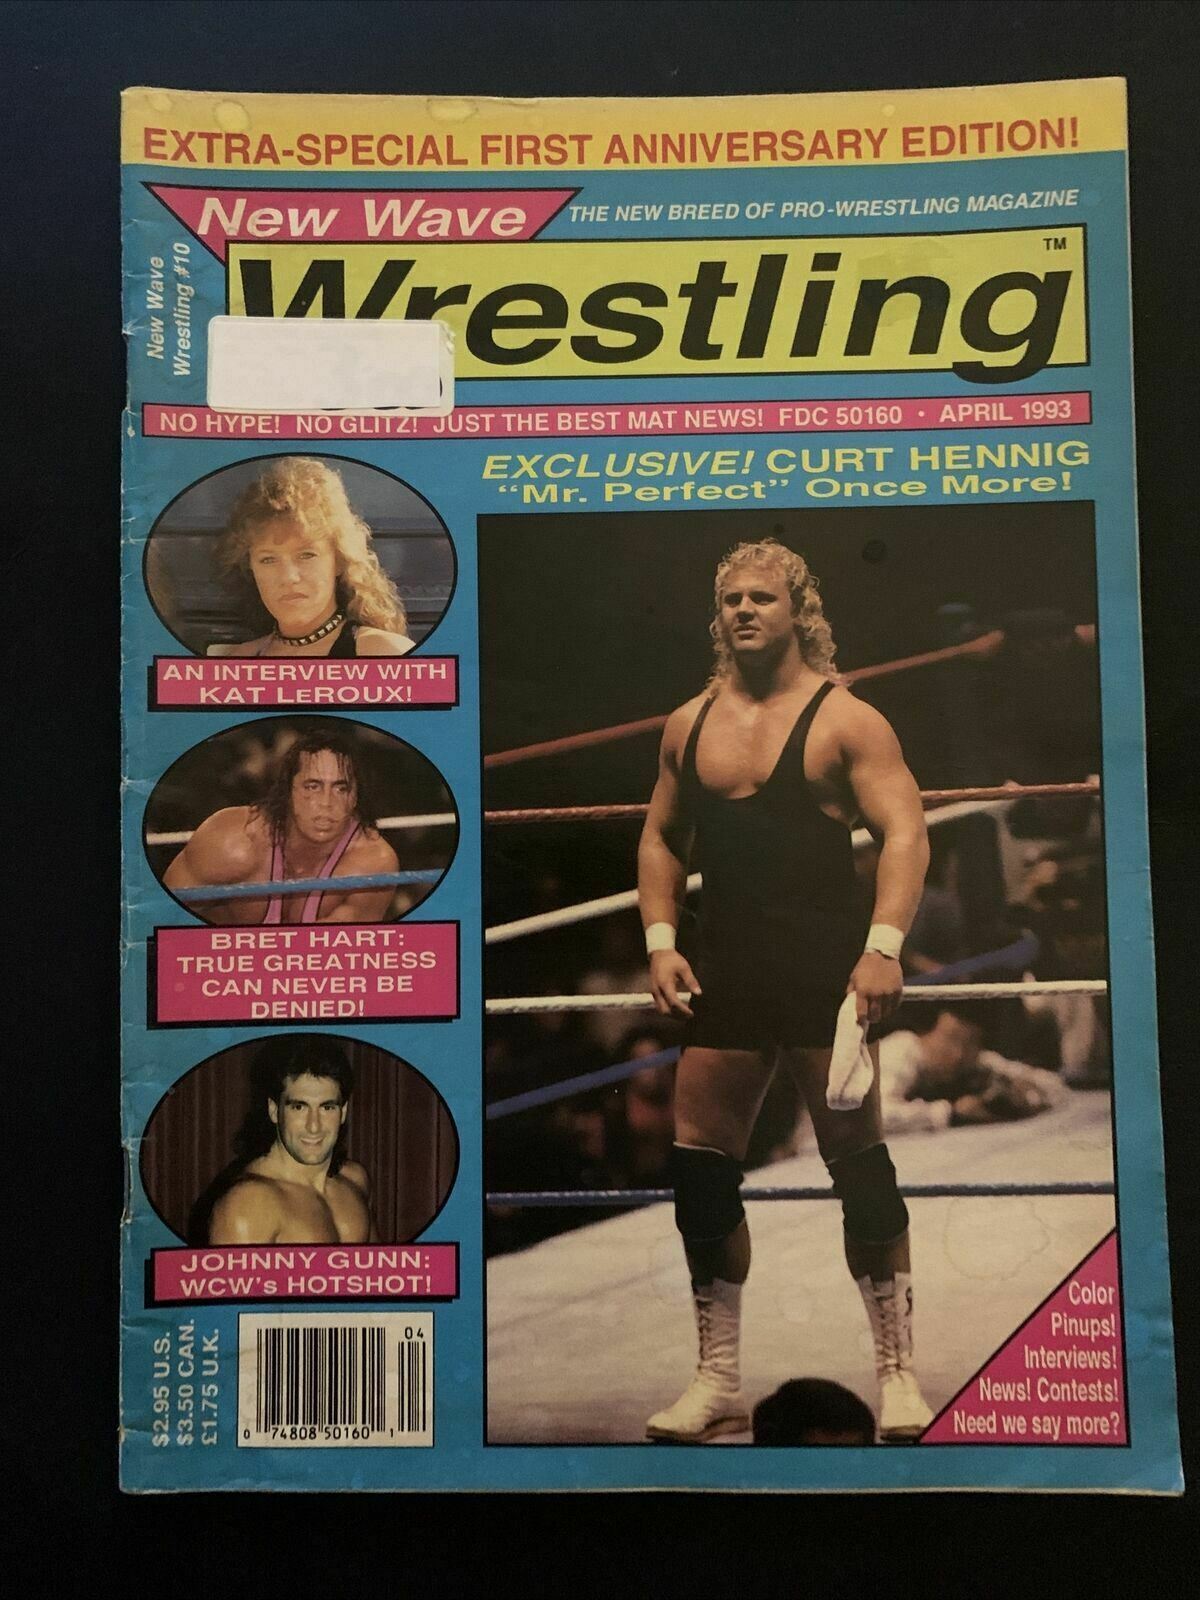 EXTRA-SPECIAL FIRST ANNIVERSARY EDITION!
New Wave
THE NEW BREED OF PRO-WRESTLING MAGAZINE
Wrestling™
New Wave
Wrestling #10
NO HYPE! NO GLITZ! JUST THE BEST MAT NEWS! FDC 50160 • APRIL 1993
EXCLUSIVE! CURT HENNIG
"Mr. Perfect" Once More!
AN INTERVIEW WITH
KAT LEROUX!
BRET HART:
TRUE GREATNESS
CAN NEVER BE
DENIED!
JOHNNY GUNN:
WCW's HOTSHOT!
$2.95 U.S.
$3.50 CAN.
£1.75 U.K.
04
0 74808 50160 1
Color
Pinups!
Interviews!
News! Contests!
Need we say more?